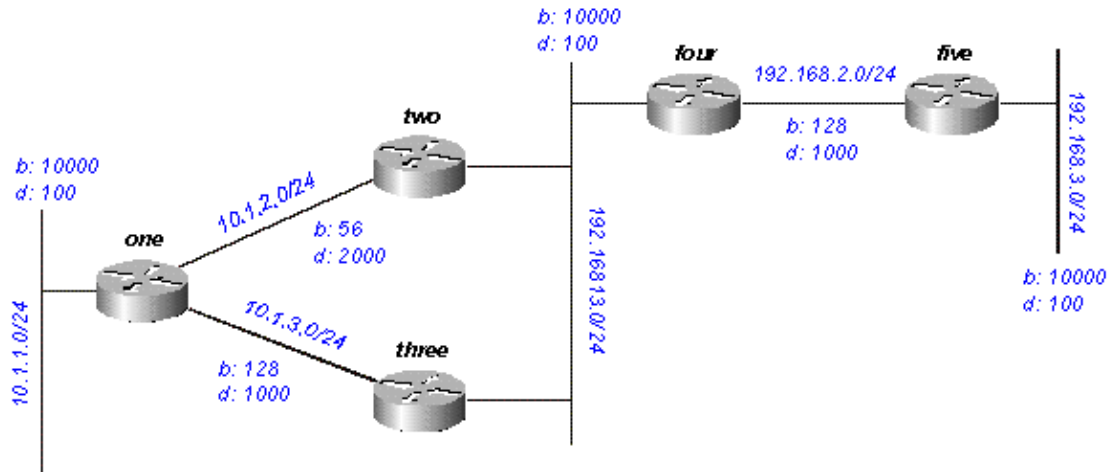 b: 10000
d: 100
four
five
192.168.2.0/24
b: 128
d: 1000
192.168.3.0/24
b: 10000
d: 100
two
b: 10000
d: 100
10.1.2.0/24
b: 56
d: 2000
one
10.1.1.0/24
10.1.3.0/24
b: 128
d: 1000
three
192.16813.0/24